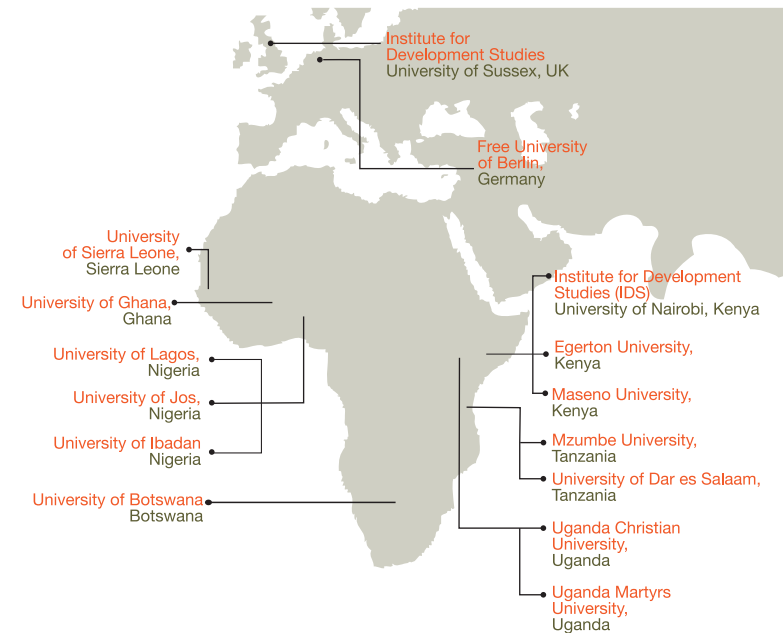 Institute for
Development Studies
University of Sussex, UK
Free University
of Berlin,
Germany
University
of Sierra Leone,
Sierra Leone
University of Ghana,
Ghana
University of Lagos,
Nigeria
University of Jos,
Nigeria
University of Ibadan
Nigeria
University of Botswana
Botswana
Institute for Development
Studies (IDS)
University of Nairobi, Kenya
Egerton University,
Kenya
Maseno University,
Kenya
Mzumbe University,
Tanzania
University of Dar es Salaam,
Tanzania
Uganda Christian
University,
Uganda
Uganda Martyrs
University,
Uganda